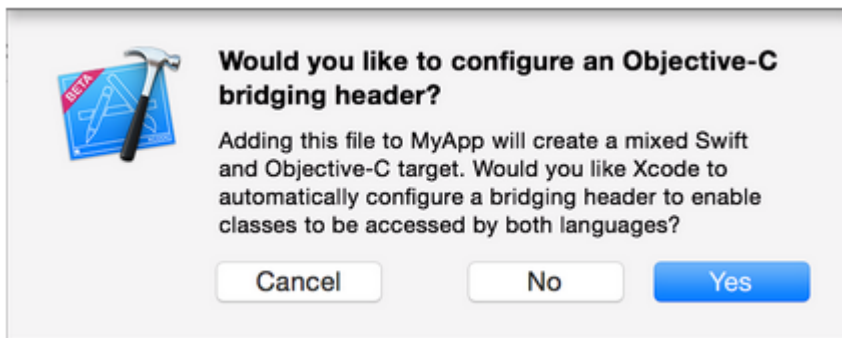 BETA
Would you like to configure an Objective-C
bridging header?
Adding this file to MyApp will create a mixed Swift
and Objective-C target. Would you like Xcode to
automatically configure a bridging header to enable
classes to be accessed by both languages?
Cancel No Yes